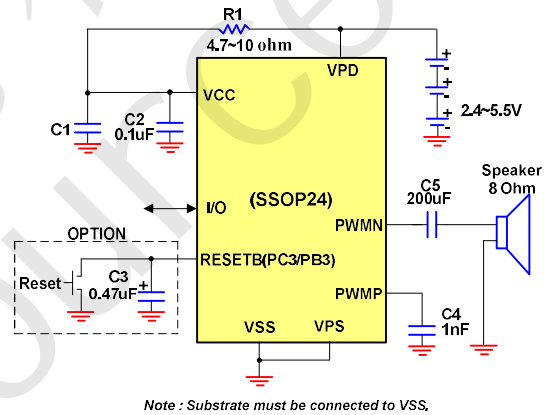 R1
4.7~10 ohm
VPD
VCC
C1
C2
0.1uF
+
-
+
-
+
-
2.4~5.5V
Speaker
8 Ohm
C5
200uF
I/O
(SSOP24)
PWMN
OPTION
RESETB(PC3/PB3)
Reset
C3
0.47uF
+
PWMP
C4
1nF
VSS
VPS
Note : Substrate must be connected to VSS.